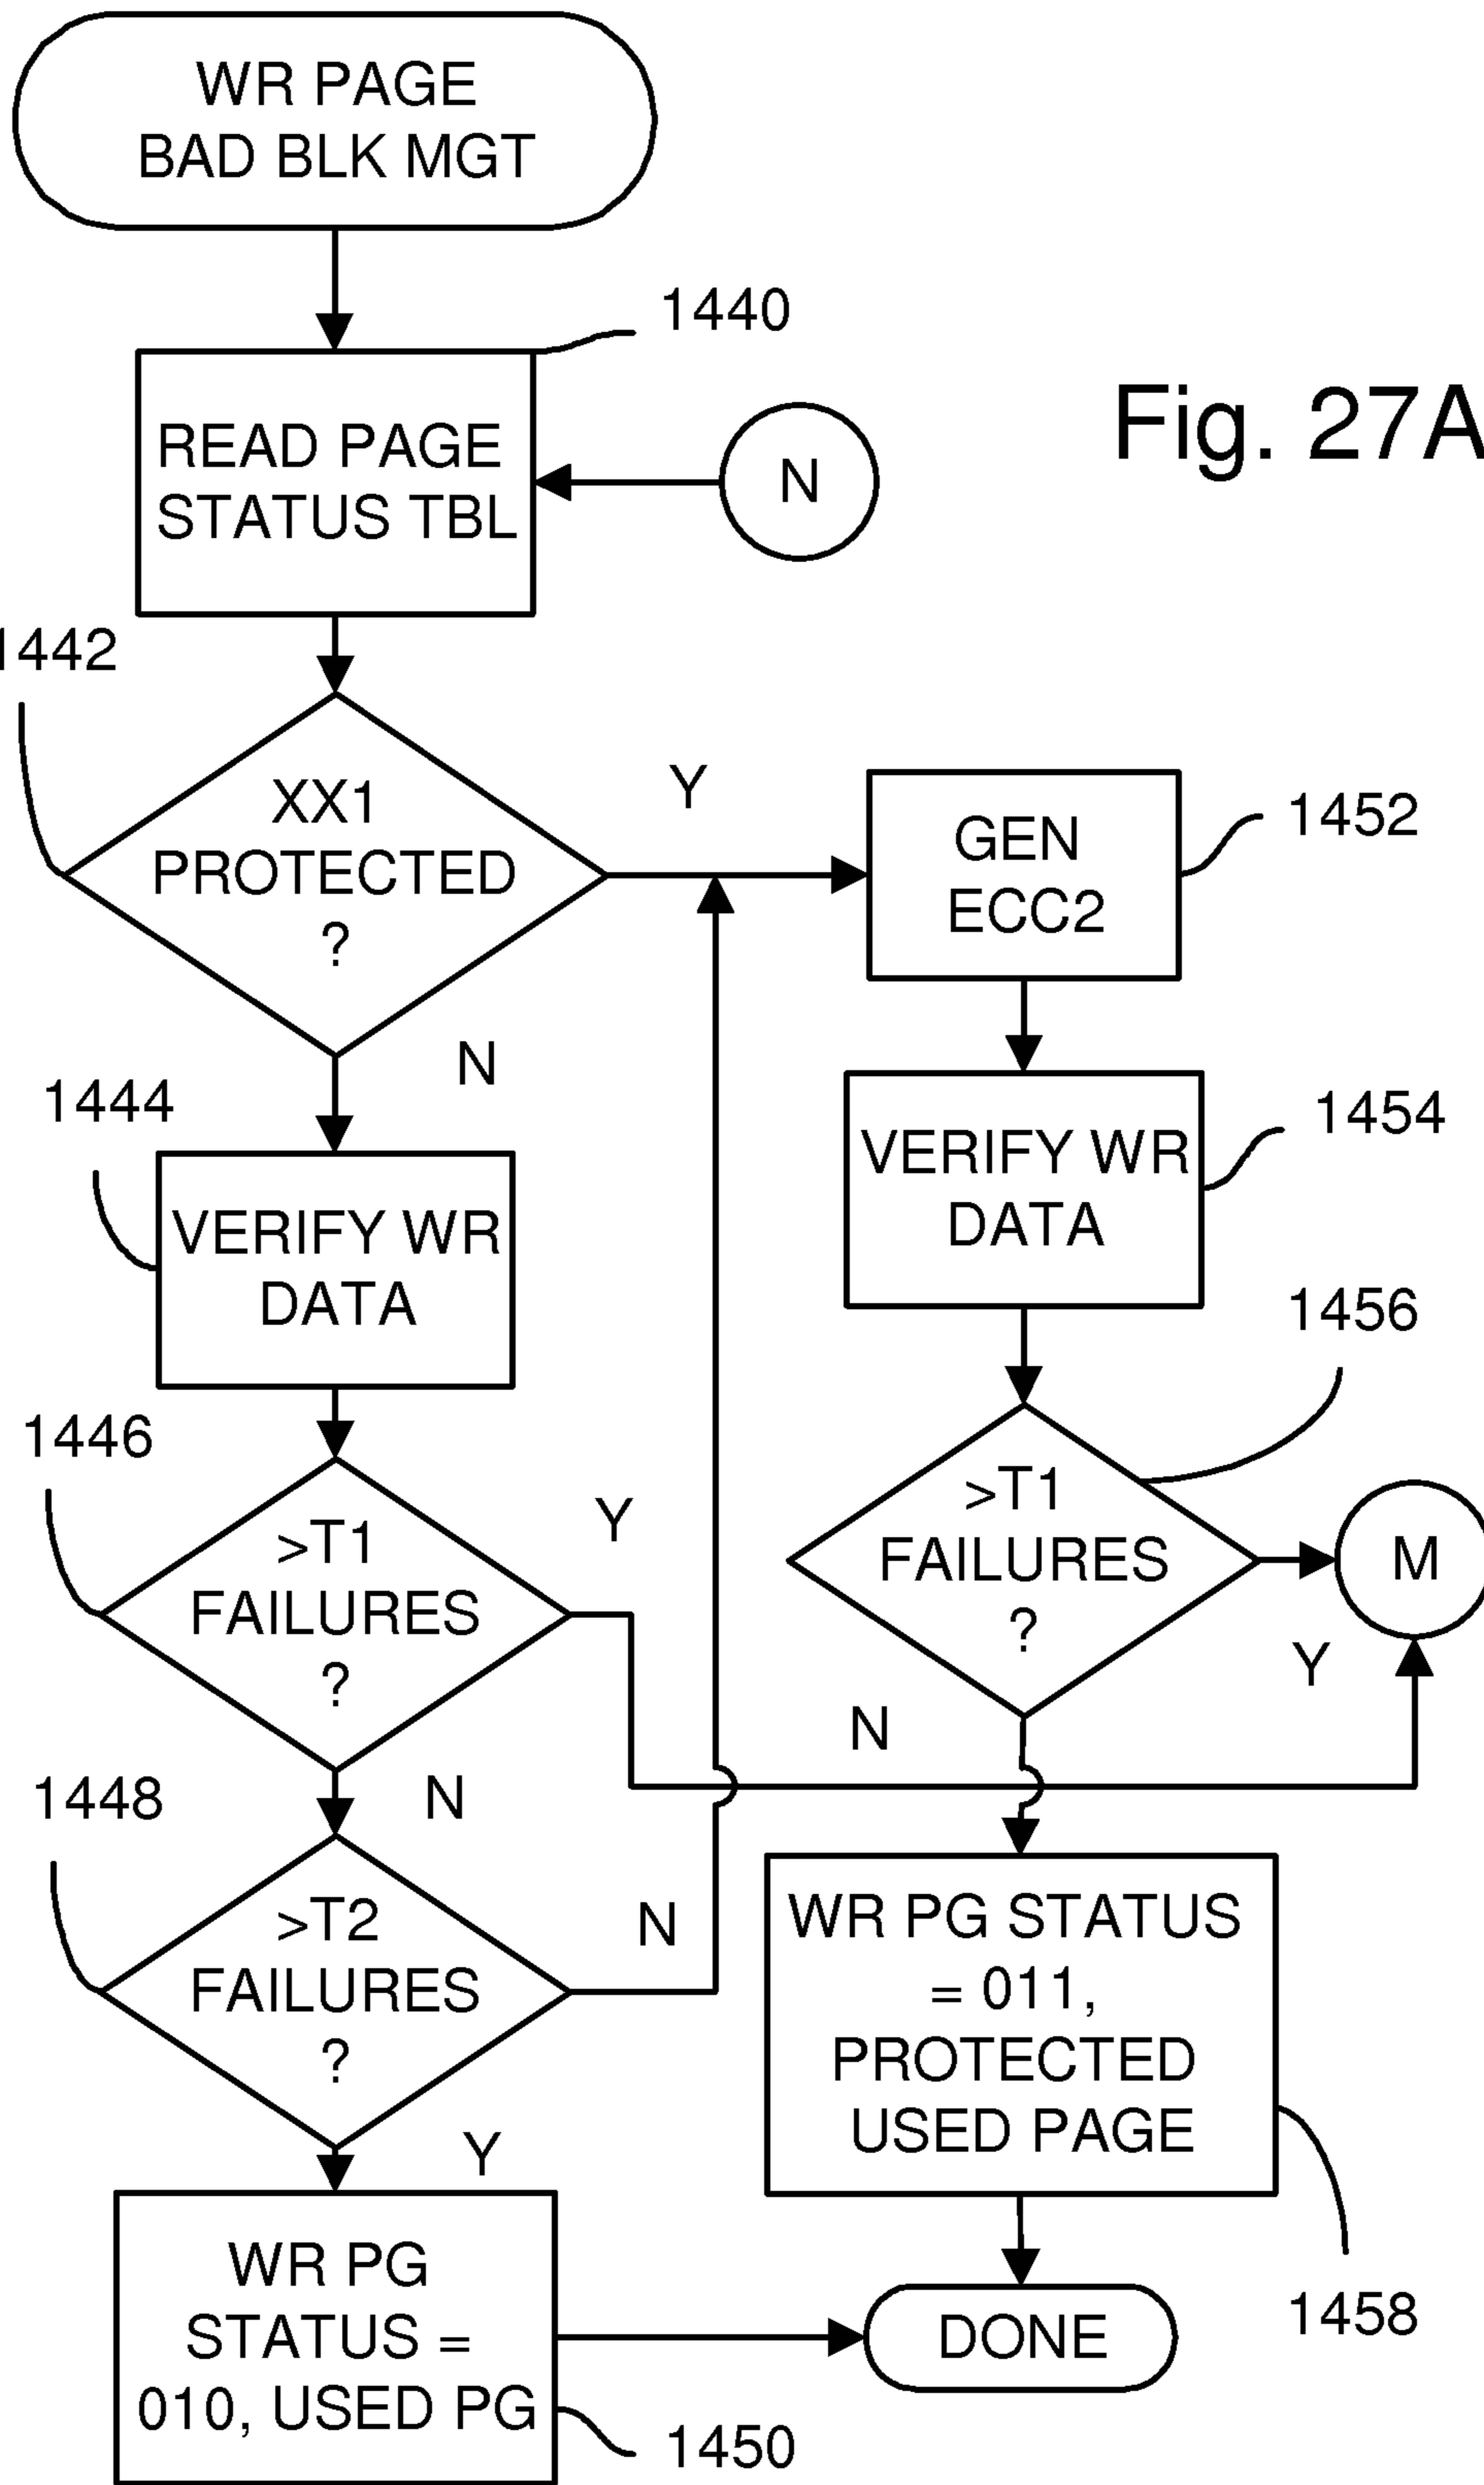 WR PAGE
BAD BLK MGT
1440
Fig. 27A
READ PAGE
STATUS TBL
N
1442
XX1
PROTECTED
?
Y
N
GEN
ECC2
1452
1444
VERIFY WR
DATA
VERIFY WR
DATA
1454
1456
1446
>T1
FAILURES
?
Y
N
>T1
FAILURES
?
Y
N
M
1448
>T2
FAILURES
?
N
Y
WR PG STATUS
= 011,
PROTECTED
USED PAGE
1458
WR PG
STATUS =
010, USED PG
1450
DONE